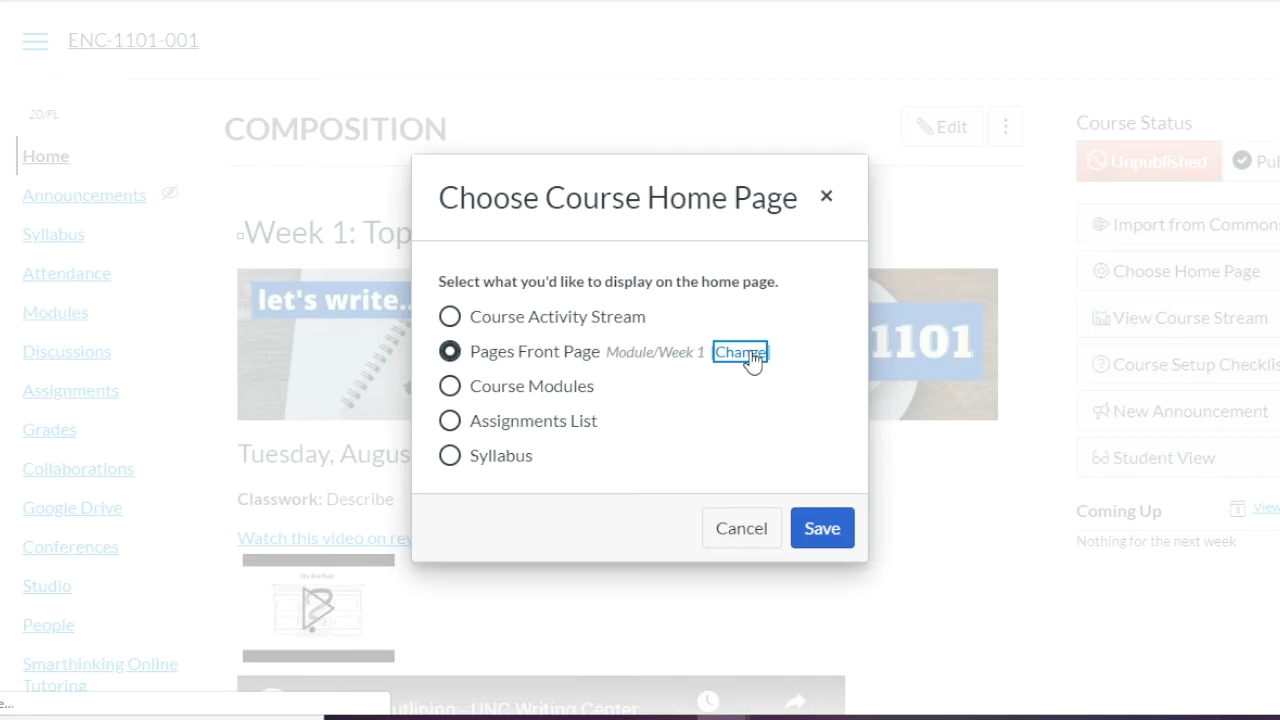 ENC-1101-001
20/FL
Home
Announcements
Syllabus
Attendance
Modules
Discussions
Assignments
Grades
Collaborations
Google Drive
Conferences
Studio
People
Smarthinking Online
Tutoring
COMPOSITION
Edit
Week 1: Top
let's write..
1101
Tuesday, Augus
Classwork: Describe
Watch this video on rev
utlining - UNC Writing Center
Choose Course Home Page
Select what you'd like to display on the home page.
Course Activity Stream
Pages Front Page Module/Week 1 Change
Course Modules
Assignments List
Syllabus
Cancel Save
Course Status
Unpublished Pub
Import from Commons
Choose Home Page
View Course Stream
Course Setup Checklis
New Announcement
Student View
Coming Up View
Nothing for the next week